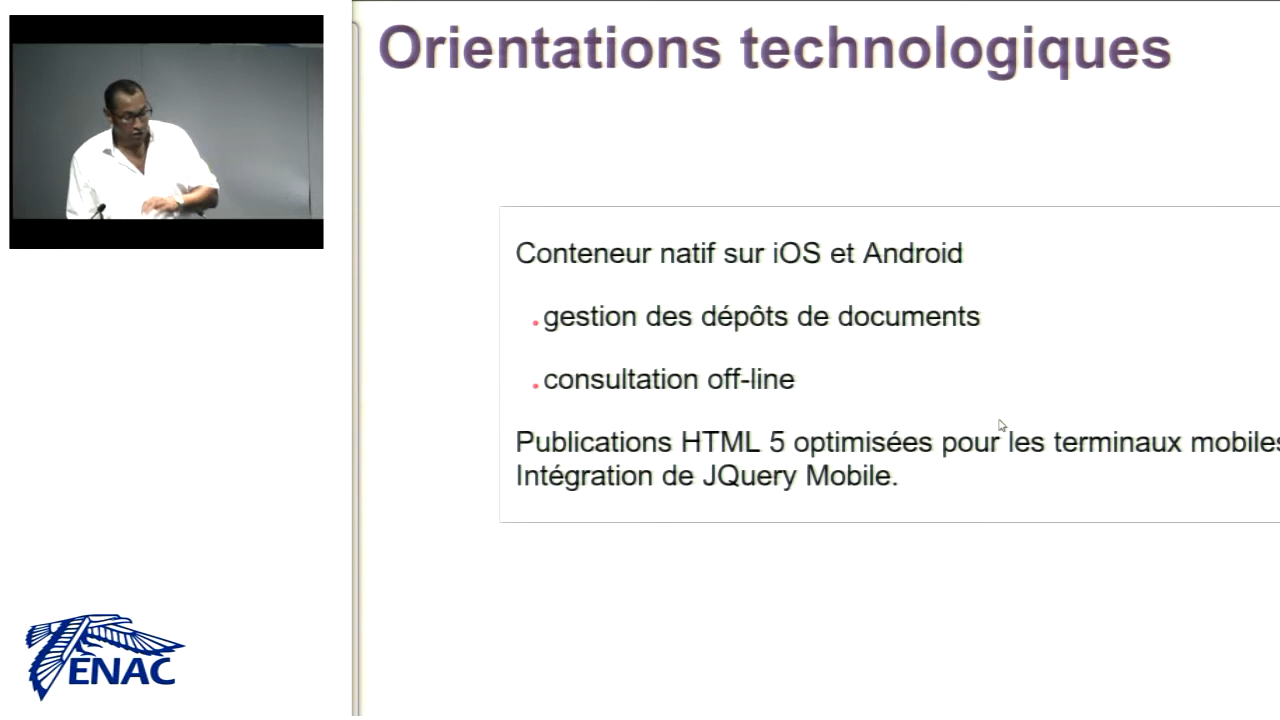 Orientations technologiques
Conteneur natif sur iOS et Android
.gestion des dépôts de documents
.consultation off-line
Publications HTML 5 optimisées pour les terminaux mobiles
Intégration de JQuery Mobile.
ENAC